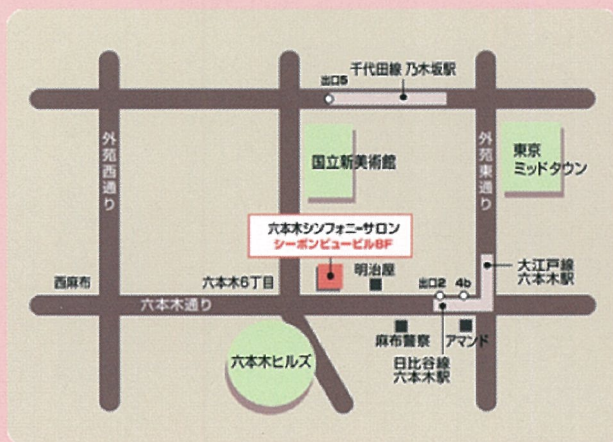 千代田線 乃木坂駅
出口5
外苑西通り
国立新美術館
外苑東通り
東京
ミッドタウン
六本木シンフォニーサロン
シーボンビュービル8F
西麻布
六本木6丁目
明治屋
出口2
4b
大江戸線
六本木駅
六本木通り
麻布警察
アマンド
日比谷線
六本木駅
六本木ヒルズ